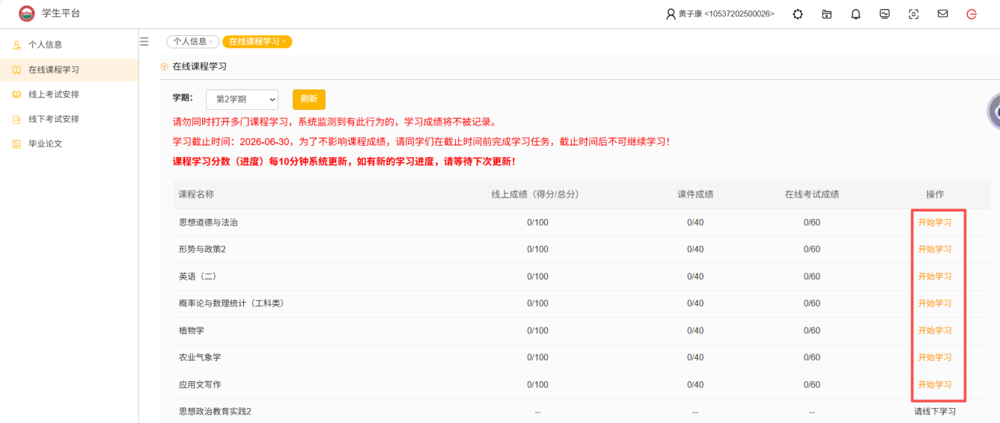 学生平台
黄子康 <10537202500026>
个人信息
在线课程学习
线上考试安排
线下考试安排
毕业论文
个人信息 × 在线课程学习 ×
在线课程学习
学期： 第2学期 刷新
请勿同时打开多门课程学习，系统监测到有此行为的，学习成绩将不被记录。
学习截止时间：2026-06-30，为了不影响课程成绩，请同学们在截止时间前完成学习任务，截止时间后不可继续学习！
课程学习分数（进度）每10分钟系统更新，如有新的学习进度，请等待下次更新！
课程名称 线上成绩（得分/总分） 课件成绩 在线考试成绩 操作
思想道德与法治 0/100 0/40 0/60 开始学习
形势与政策2 0/100 0/40 0/60 开始学习
英语（二） 0/100 0/40 0/60 开始学习
概率论与数理统计（工科类） 0/100 0/40 0/60 开始学习
植物学 0/100 0/40 0/60 开始学习
农业气象学 0/100 0/40 0/60 开始学习
应用文写作 0/100 0/40 0/60 开始学习
思想政治教育实践2 -- -- -- 请线下学习